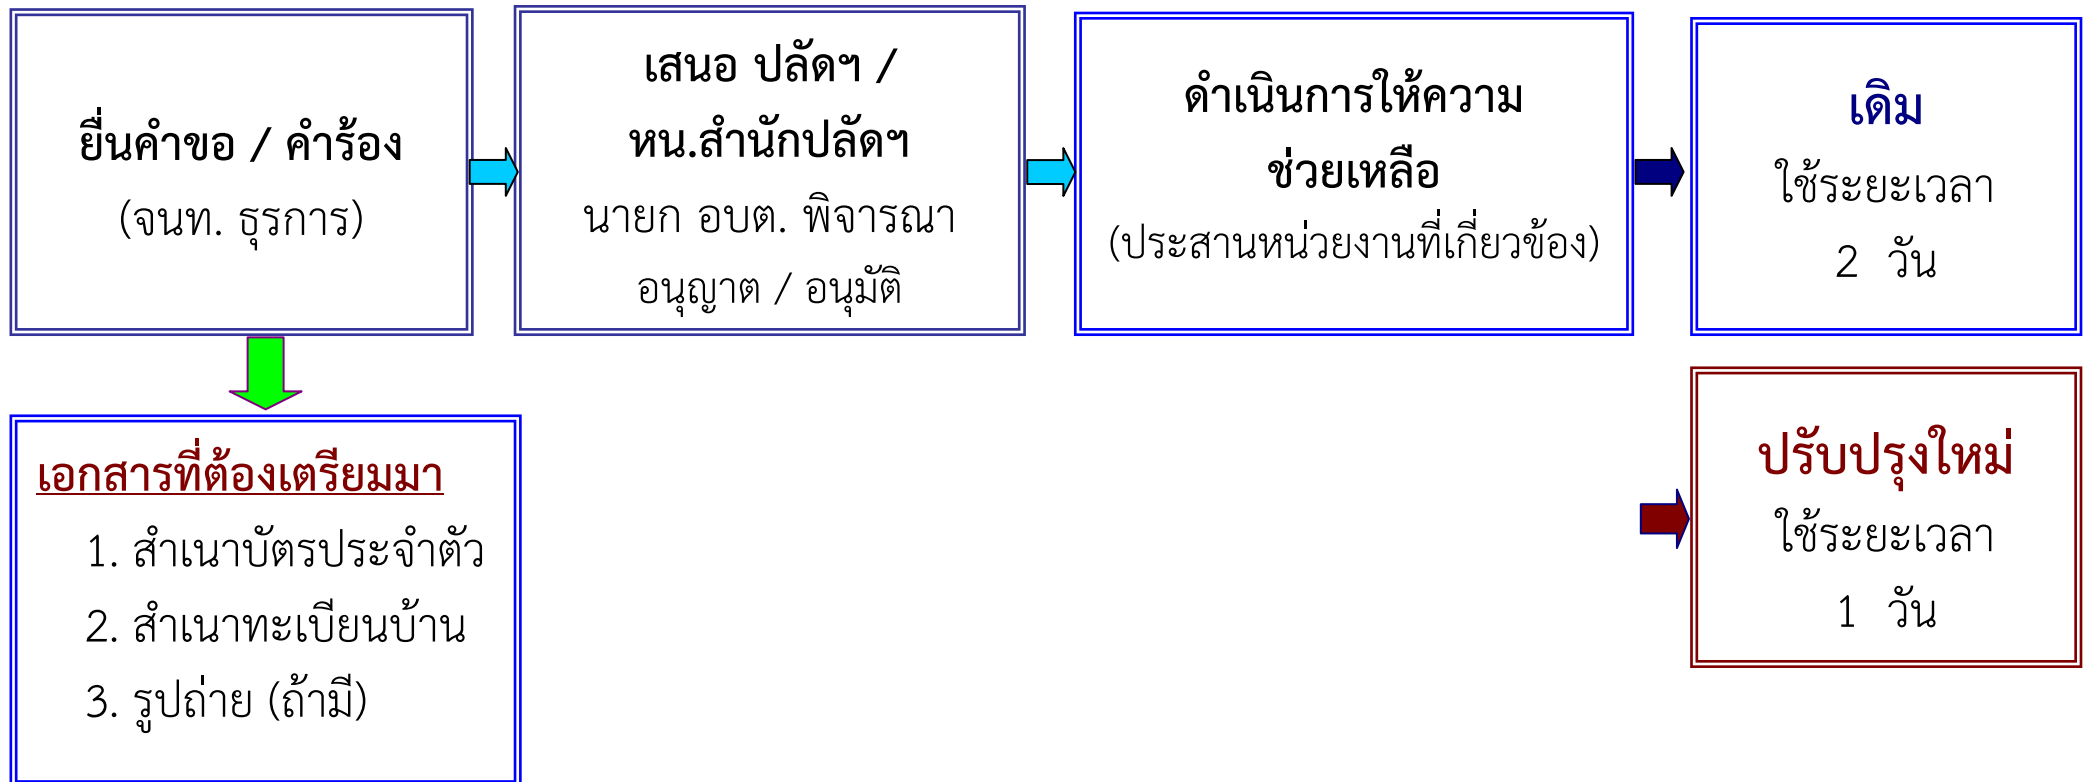 ยื่นคำขอ / คำร้อง
(จนท. ธุรการ)
เสนอ ปลัดฯ /
หน.สำนักปลัดฯ
นายก อบต. พิจารณา
อนุญาต / อนุมัติ
ดำเนินการให้ความ
ช่วยเหลือ
(ประสานหน่วยงานที่เกี่ยวข้อง)
เดิม
ใช้ระยะเวลา
2 วัน
เอกสารที่ต้องเตรียมมา
1. สำเนาบัตรประจำตัว
2. สำเนาทะเบียนบ้าน
3. รูปถ่าย (ถ้ามี)
ปรับปรุงใหม่
ใช้ระยะเวลา
1 วัน